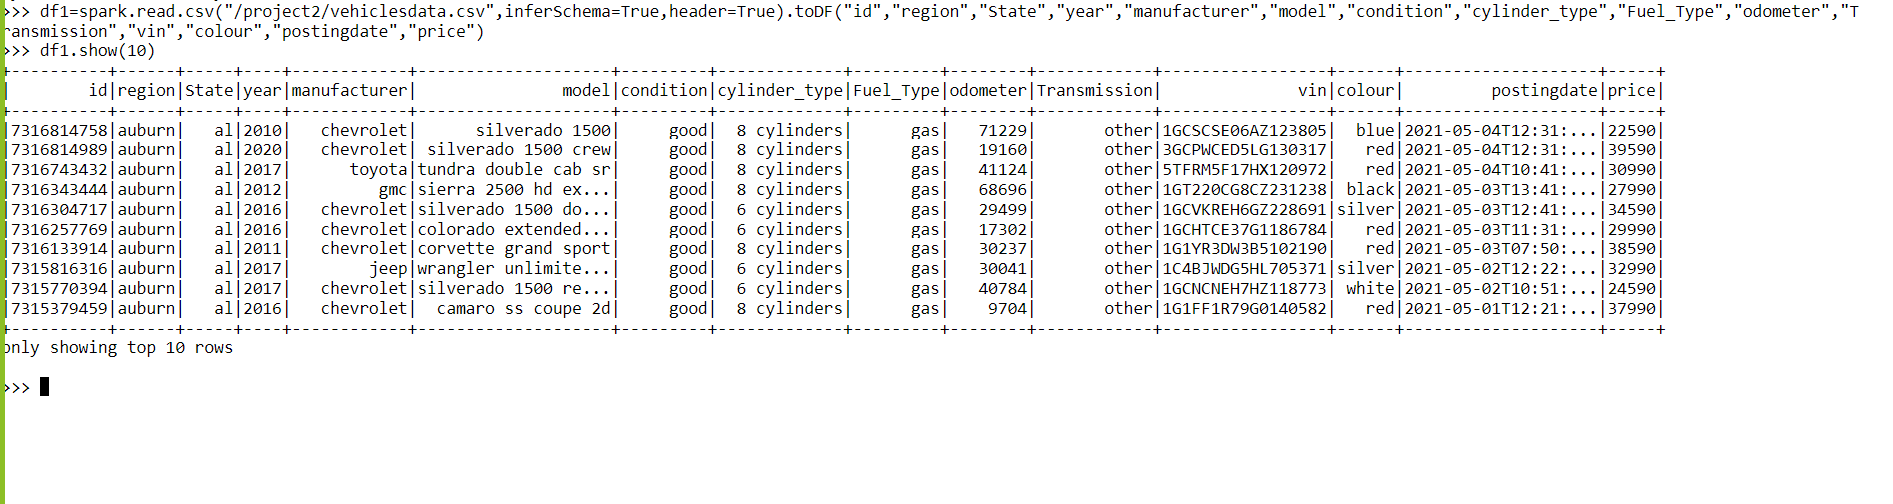 >>> df1=spark.read.csv("/project2/vehiclesdata.csv",inferSchema=True,header=True).toDF("id","region","State","year","manufacturer","model","condition","cylinder_type","Fuel_Type","odometer","T
ransmission","vin","colour","postingdate","price")
>>> df1.show(10)
+----------+------+-----+----+------------+--------------------+---------+-------------+---------+--------+------------+-----------------+------+--------------------+-----+
|        id|region|State|year|manufacturer|               model|condition|cylinder_type|Fuel_Type|odometer|Transmission|              vin|colour|         postingdate|price|
+----------+------+-----+----+------------+--------------------+---------+-------------+---------+--------+------------+-----------------+------+--------------------+-----+
|7316814758|auburn|   al|2010|   chevrolet|      silverado 1500|     good|  8 cylinders|      gas|   71229|       other|1GCSCSE06AZ123805|  blue|2021-05-04T12:31:...|22590|
|7316814989|auburn|   al|2020|   chevrolet| silverado 1500 crew|     good|  8 cylinders|      gas|   19160|       other|3GCPWCED5LG130317|   red|2021-05-04T12:31:...|39590|
|7316743432|auburn|   al|2017|      toyota|tundra double cab sr|     good|  8 cylinders|      gas|   41124|       other|5TFRM5F17HX120972|   red|2021-05-04T10:41:...|30990|
|7316343444|auburn|   al|2012|         gmc|sierra 2500 hd ex...|     good|  8 cylinders|      gas|   68696|       other|1GT220CG8CZ231238| black|2021-05-03T13:41:...|27990|
|7316304717|auburn|   al|2016|   chevrolet|silverado 1500 do...|     good|  6 cylinders|      gas|   29499|       other|1GCVKREH6GZ228691|silver|2021-05-03T12:41:...|34590|
|7316257769|auburn|   al|2016|   chevrolet|colorado extended...|     good|  6 cylinders|      gas|   17302|       other|1GCHTCE37G1186784|   red|2021-05-03T11:31:...|29990|
|7316133914|auburn|   al|2011|   chevrolet|corvette grand sport|     good|  8 cylinders|      gas|   30237|       other|1G1YR3DW3B5102190|   red|2021-05-03T07:50:...|38590|
|7315816316|auburn|   al|2017|        jeep|wrangler unlimite...|     good|  6 cylinders|      gas|   30041|       other|1C4BJWDG5HL705371|silver|2021-05-02T12:22:...|32990|
|7315770394|auburn|   al|2017|   chevrolet|silverado 1500 re...|     good|  6 cylinders|      gas|   40784|       other|1GCNCNEH7HZ118773| white|2021-05-02T10:51:...|24590|
|7315379459|auburn|   al|2016|   chevrolet|  camaro ss coupe 2d|     good|  8 cylinders|      gas|    9704|       other|1G1FF1R79G0140582|   red|2021-05-01T12:21:...|37990|
+----------+------+-----+----+------------+--------------------+---------+-------------+---------+--------+------------+-----------------+------+--------------------+-----+
only showing top 10 rows
>>>